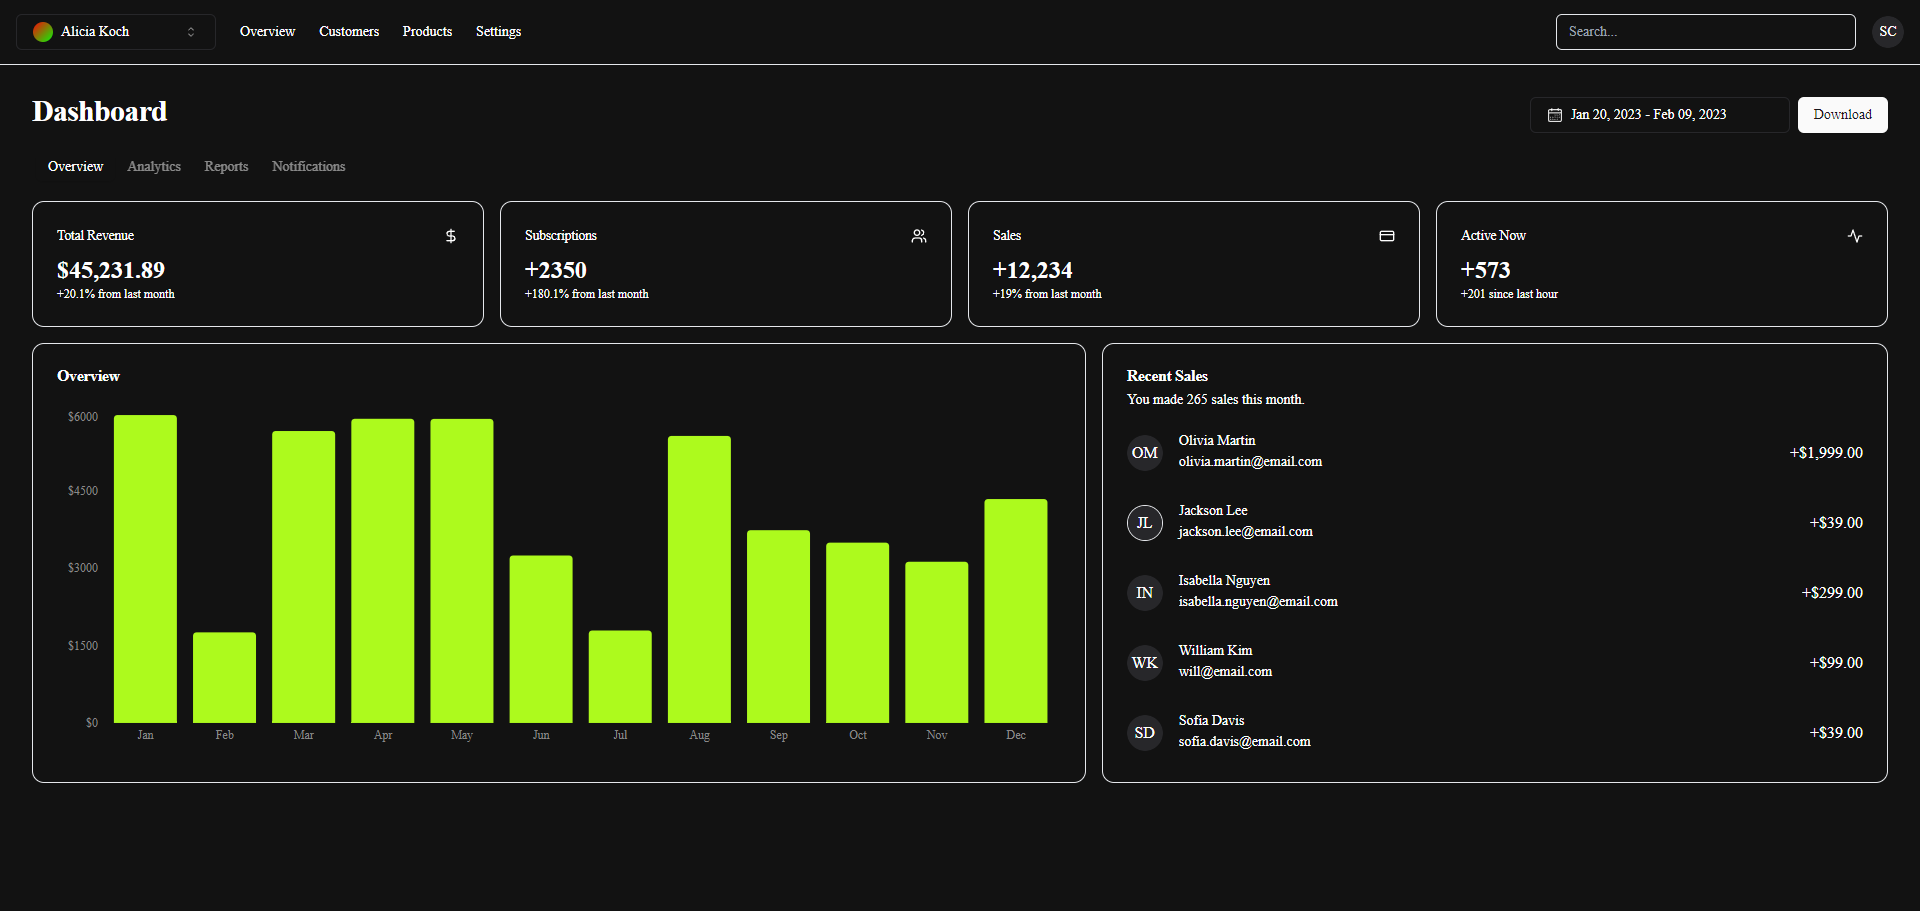 Alicia Koch
Overview
Customers
Products
Settings
Search...
SC
Dashboard
Jan 20, 2023 - Feb 09, 2023
Download
Overview
Analytics
Reports
Notifications
Total Revenue
$45,231.89
+20.1% from last month
Subscriptions
+2350
+180.1% from last month
Sales
+12,234
+19% from last month
Active Now
+573
+201 since last hour
Overview
$6000
$4500
$3000
$1500
$0
Jan
Feb
Mar
Apr
May
Jun
Jul
Aug
Sep
Oct
Nov
Dec
Recent Sales
You made 265 sales this month.
OM
Olivia Martin
olivia.martin@email.com
+$1,999.00
JL
Jackson Lee
jackson.lee@email.com
+$39.00
IN
Isabella Nguyen
isabella.nguyen@email.com
+$299.00
WK
William Kim
will@email.com
+$99.00
SD
Sofia Davis
sofia.davis@email.com
+$39.00